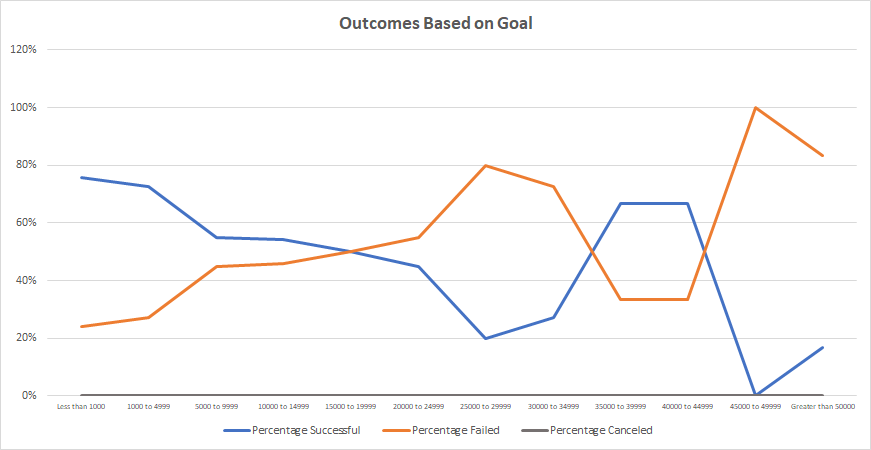 Outcomes Based on Goal
120%
100%
80%
60%
40%
20%
0%
Less than 1000 1000 to 4999 5000 to 9999 10000 to 14999 15000 to 19999 20000 to 24999 25000 to 29999 30000 to 34999 35000 to 39999 40000 to 44999 45000 to 49999 Greater than 50000
Percentage Successful Percentage Failed Percentage Canceled